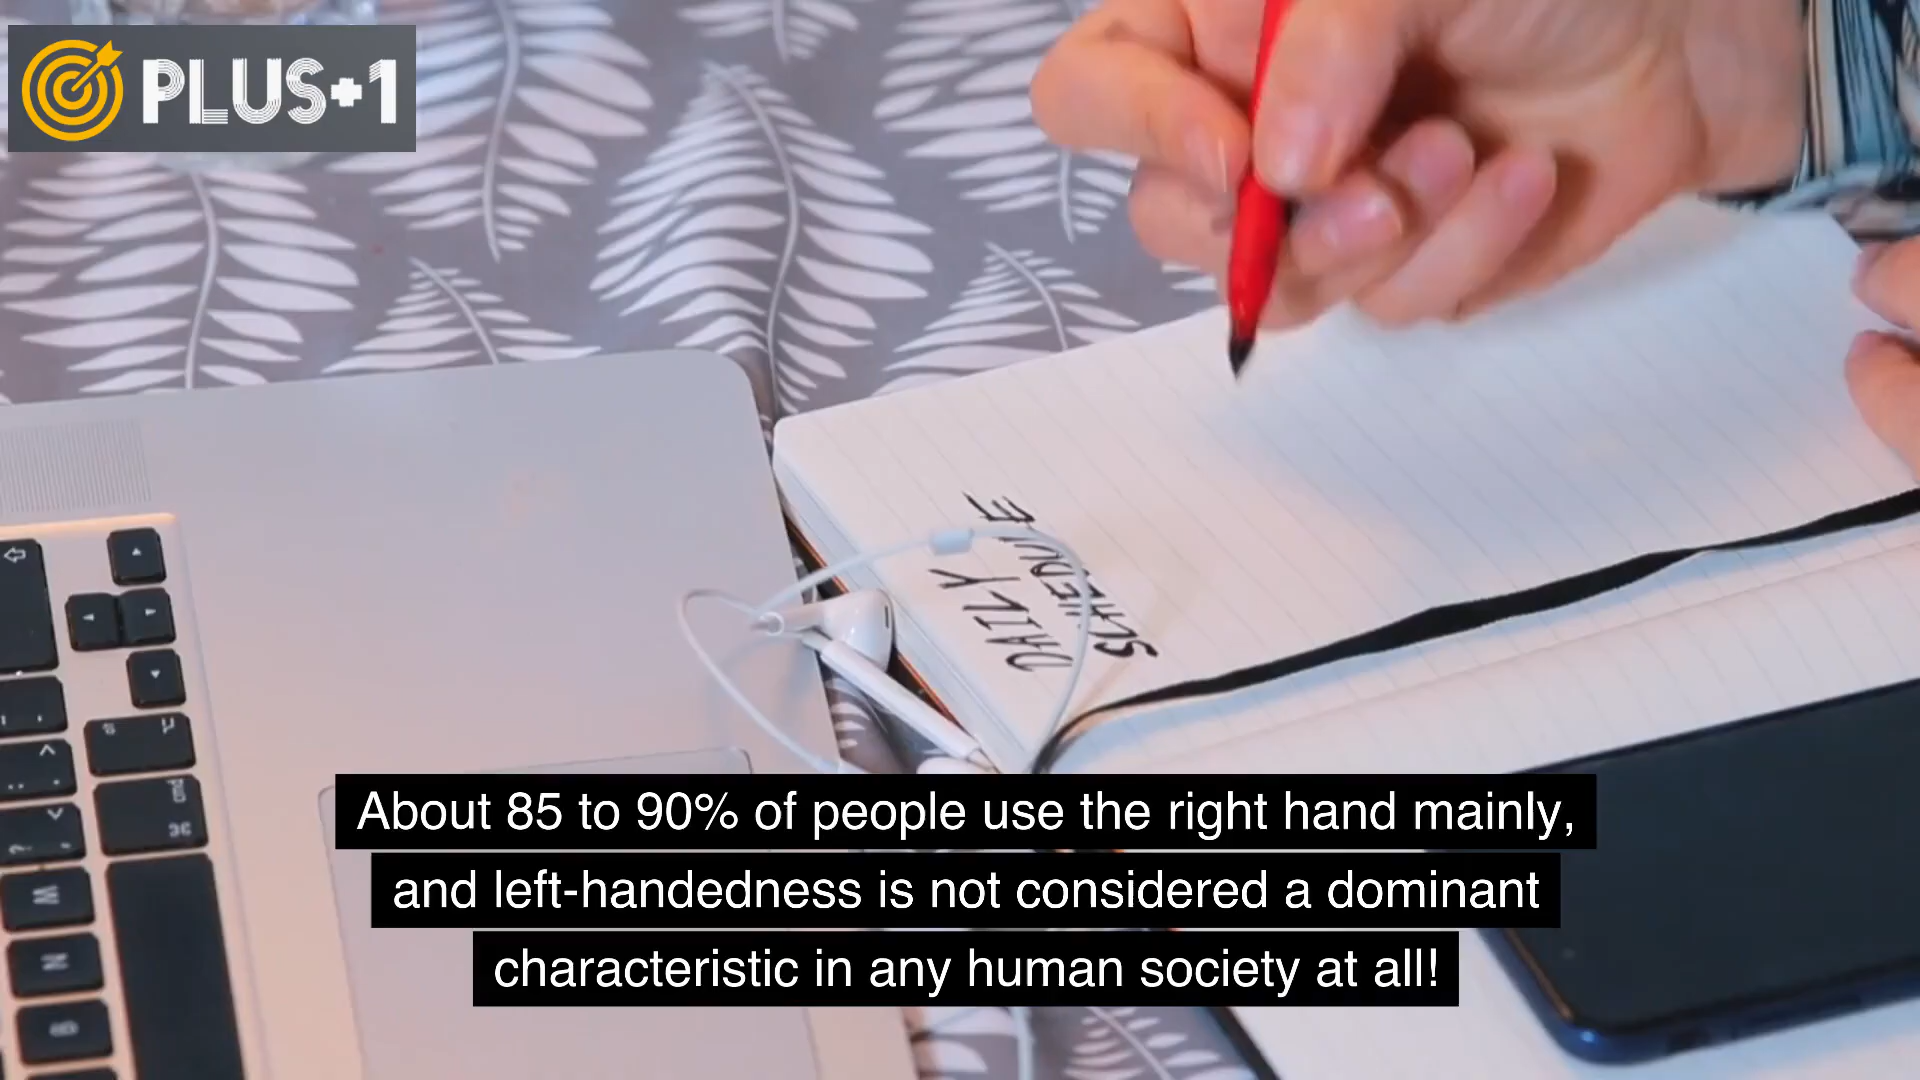 PLUS+1
DAILY
SCHEDULE
About 85 to 90% of people use the right hand mainly,
and left-handedness is not considered a dominant
characteristic in any human society at all!